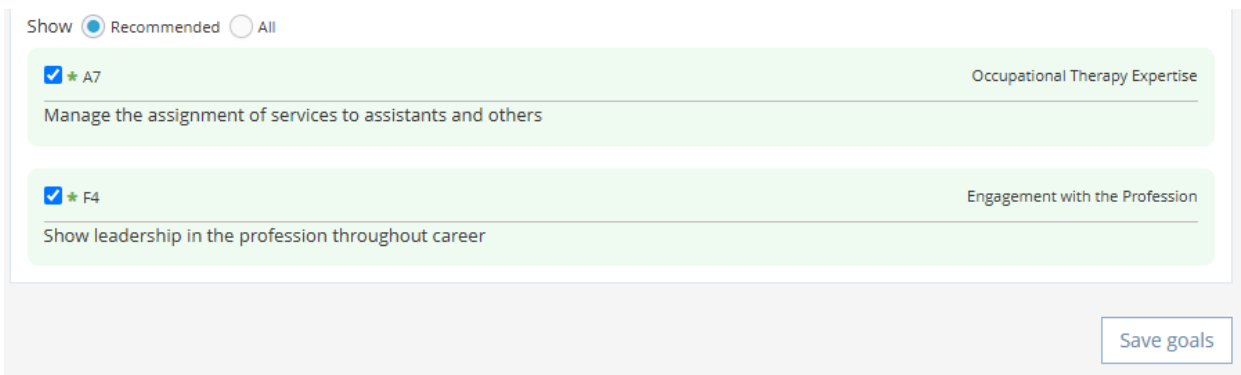 Show Recommended All
* A7 Occupational Therapy Expertise
Manage the assignment of services to assistants and others
* F4 Engagement with the Profession
Show leadership in the profession throughout career
Save goals